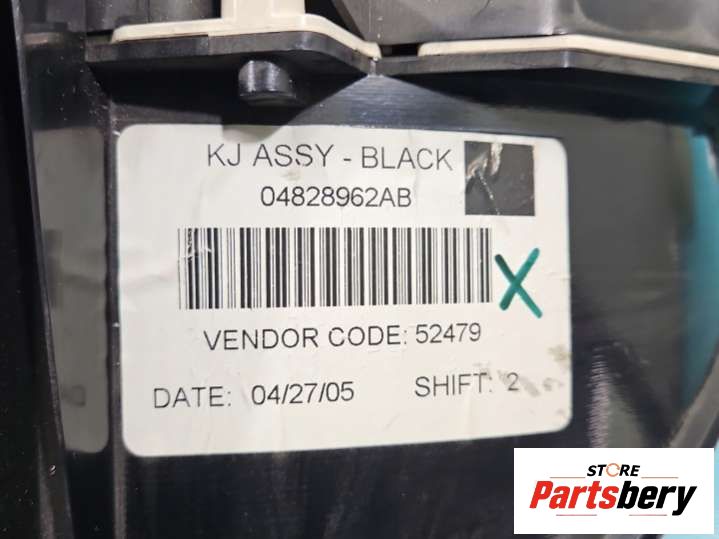 KJ ASSY - BLACK
04828962AB
X
VENDOR CODE: 52479
DATE: 04/27/05 SHIFT: 2
STORE
Partsbery